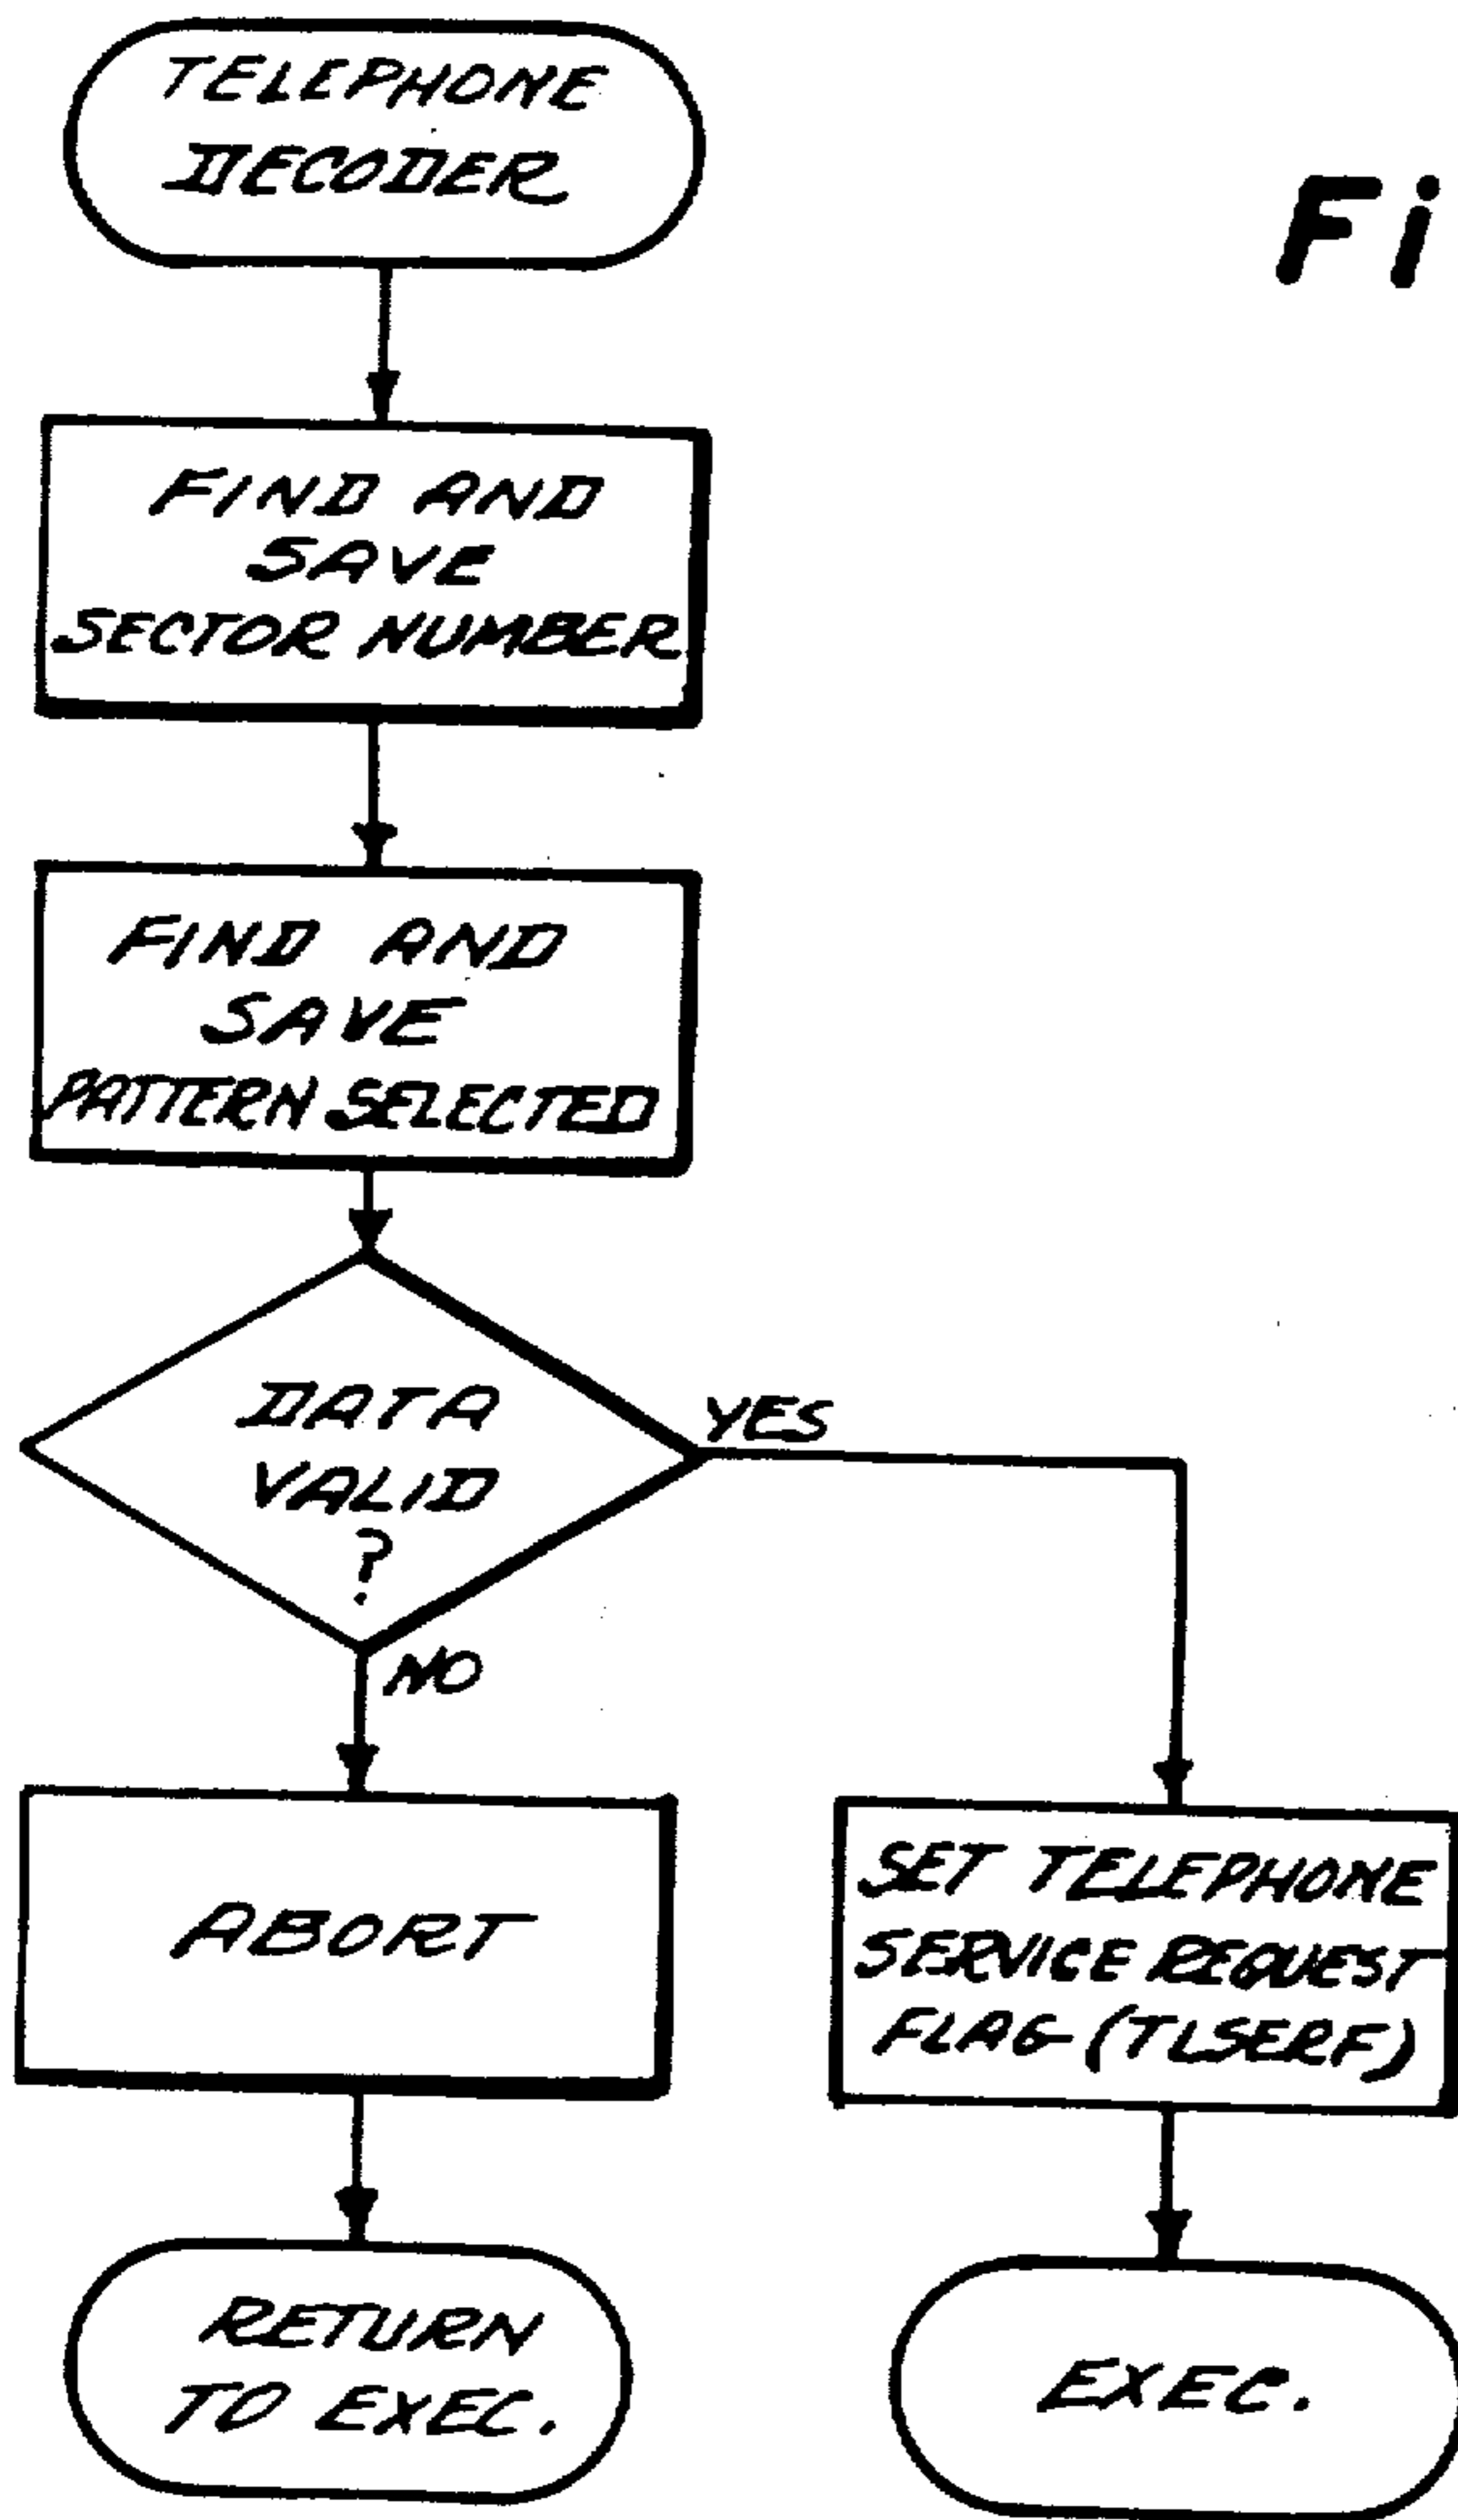 TELEPHONE
DECODER
Fi
FIND AND
SAVE
SECTOR NUMBER
FIND AND
SAVE
PATTERN SELECTED
DATA
VALID
?
YES
NO
ABORT
SET TELEPHONE
SERVICE REQUEST
FLAG (TLSERF)
RETURN
TO EXEC.
EXEC.